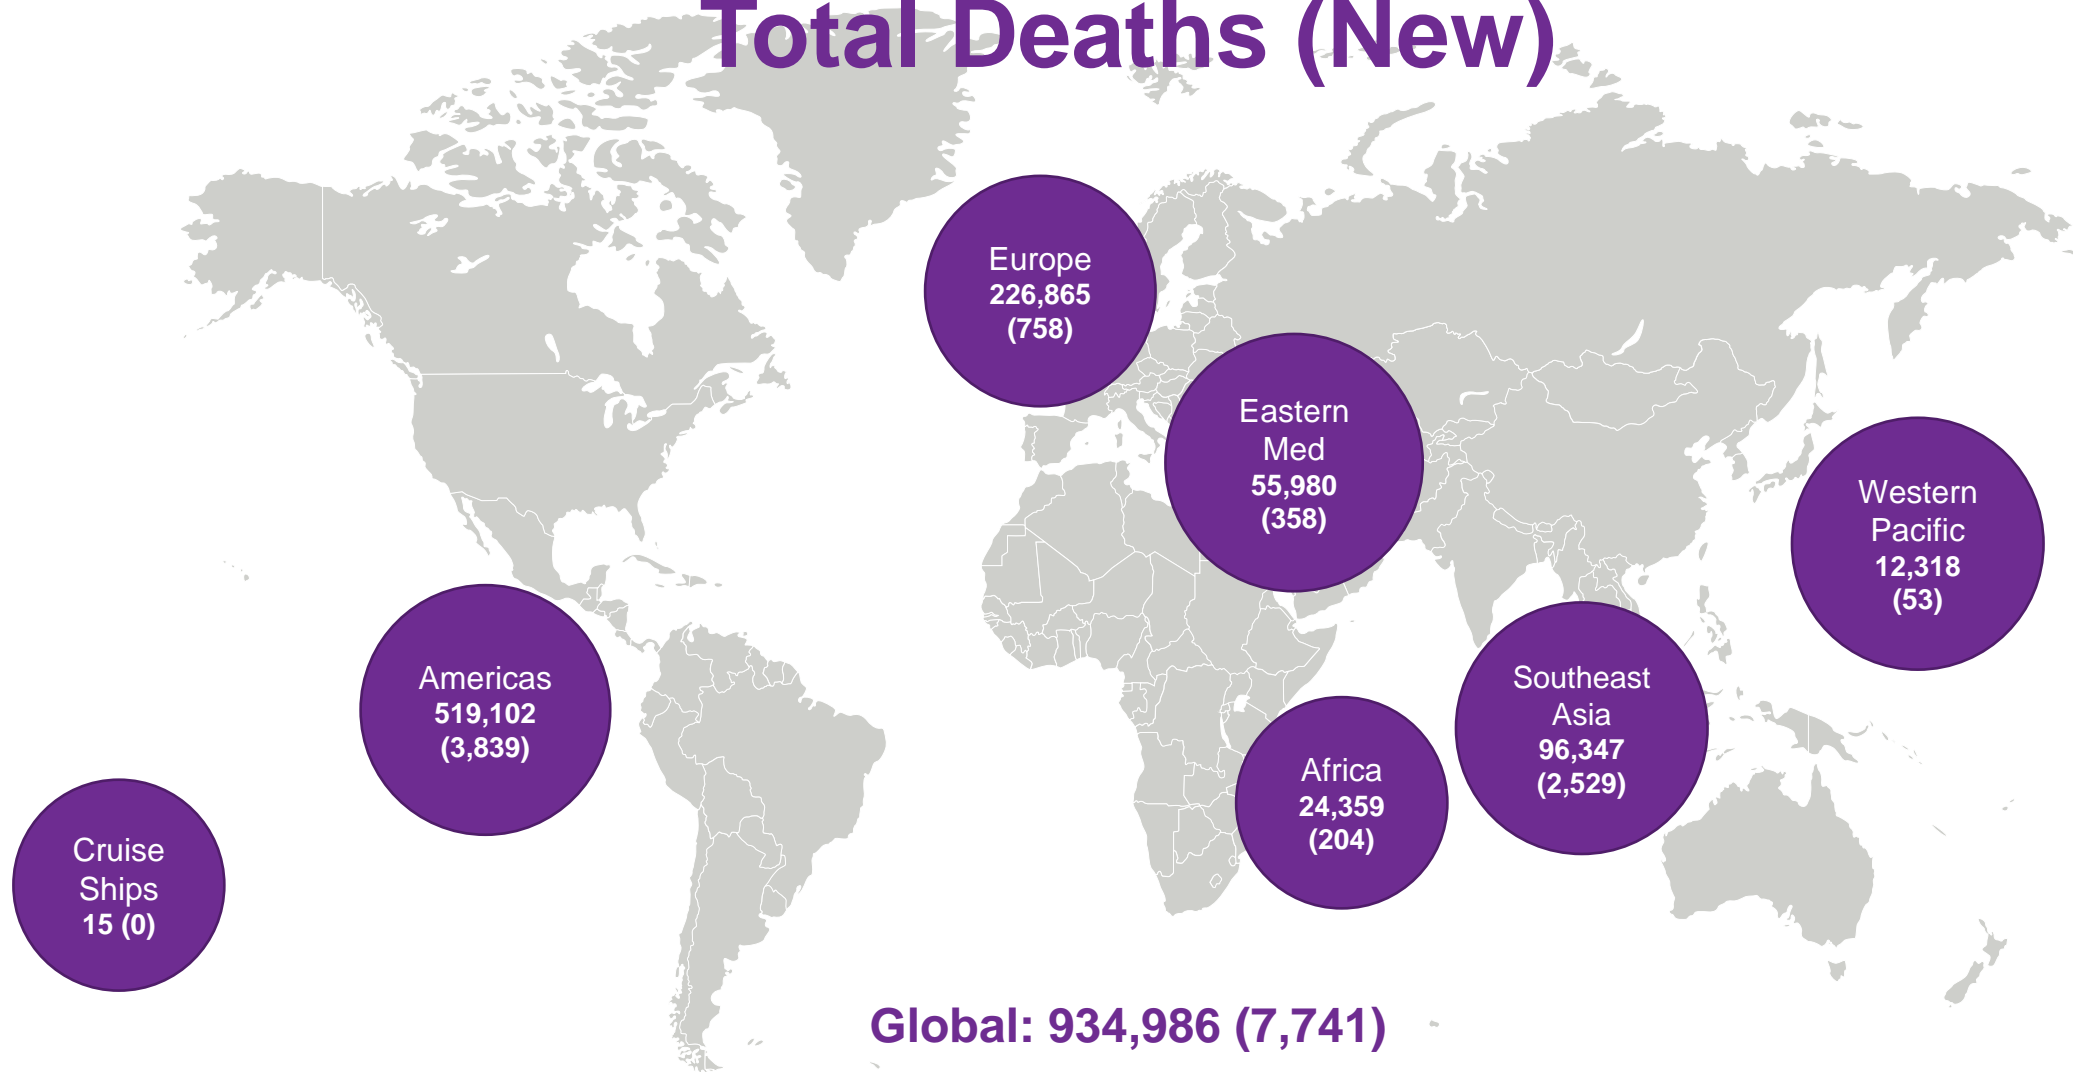 Total Deaths (New)
Europe
226,865
(758)
Eastern
Med
55,980
(358)
Western
Pacific
12,318
(53)
Americas
519,102
(3,839)
Southeast
Asia
96,347
(2,529)
Africa
24,359
(204)
Cruise
Ships
15 (0)
Global: 934,986 (7,741)